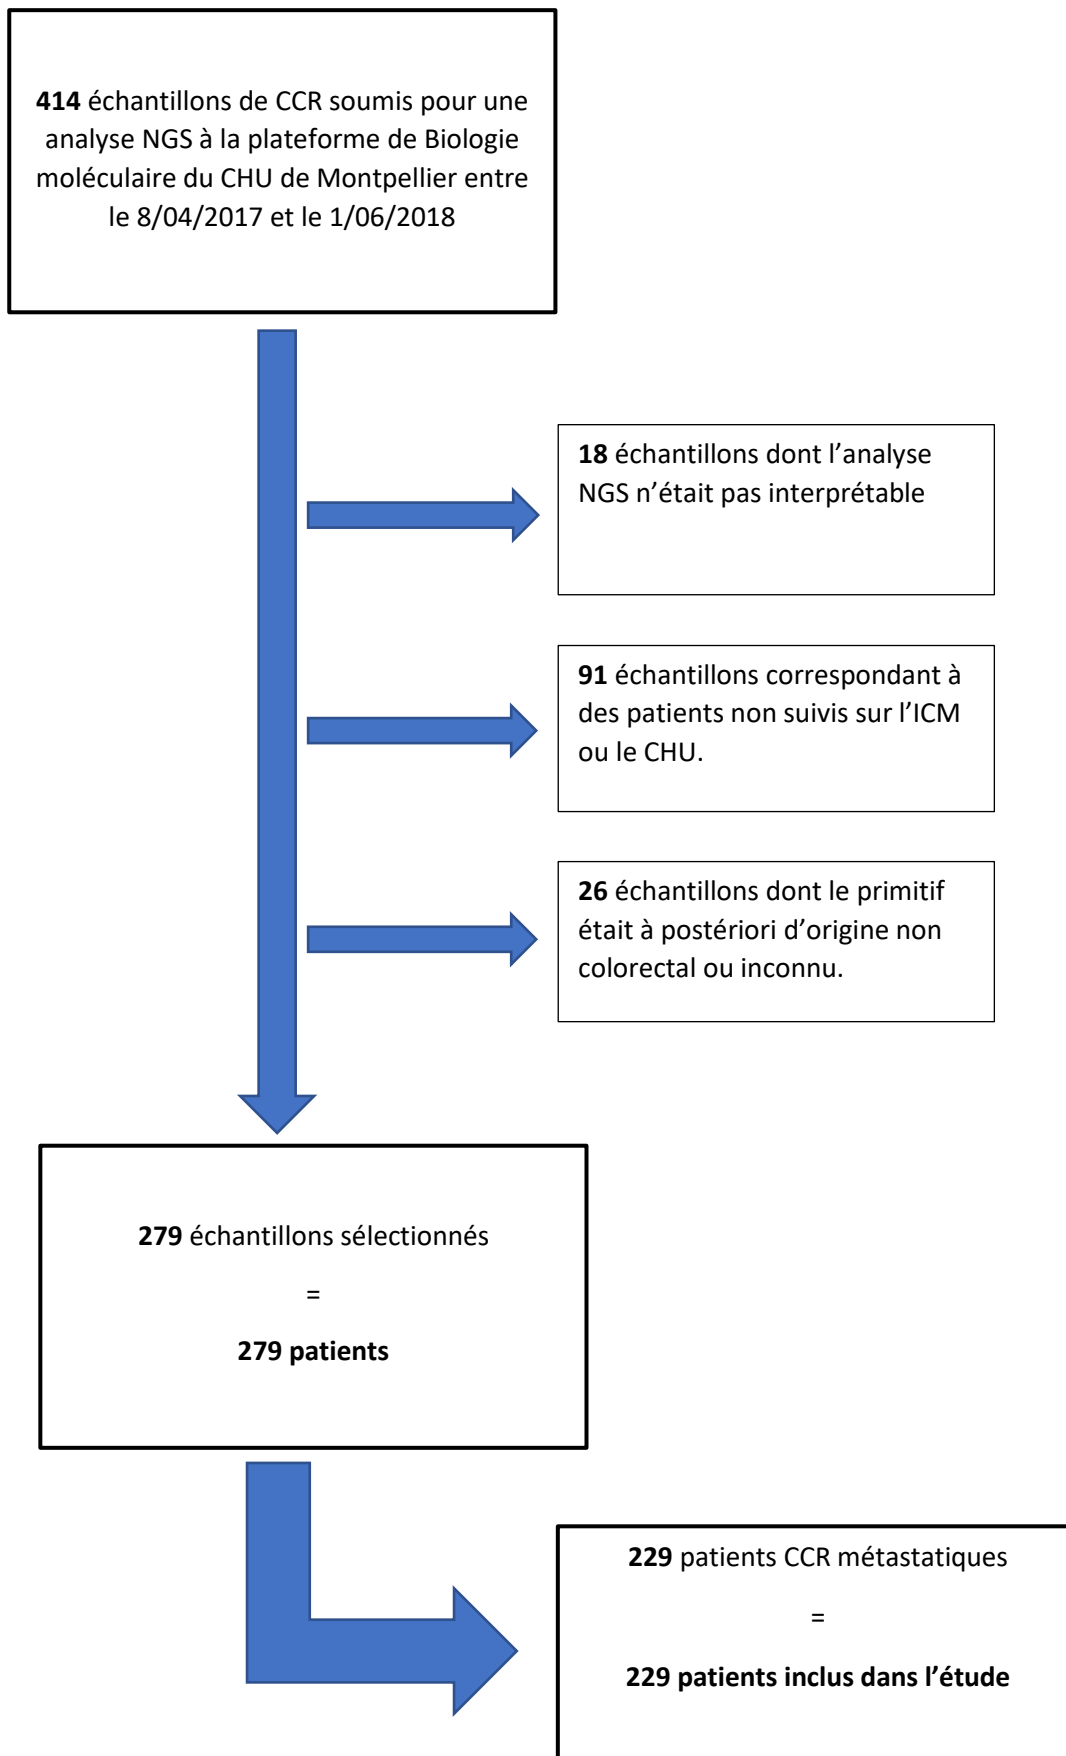 414 échantillons de CCR soumis pour une
analyse NGS à la plateforme de Biologie
moléculaire du CHU de Montpellier entre
le 8/04/2017 et le 1/06/2018
18 échantillons dont l’analyse
NGS n’était pas interprétable
91 échantillons correspondant à
des patients non suivis sur l’ICM
ou le CHU.
26 échantillons dont le primitif
était à postériori d’origine non
colorectal ou inconnu.
279 échantillons sélectionnés
=
279 patients
229 patients CCR métastatiques
=
229 patients inclus dans l’étude